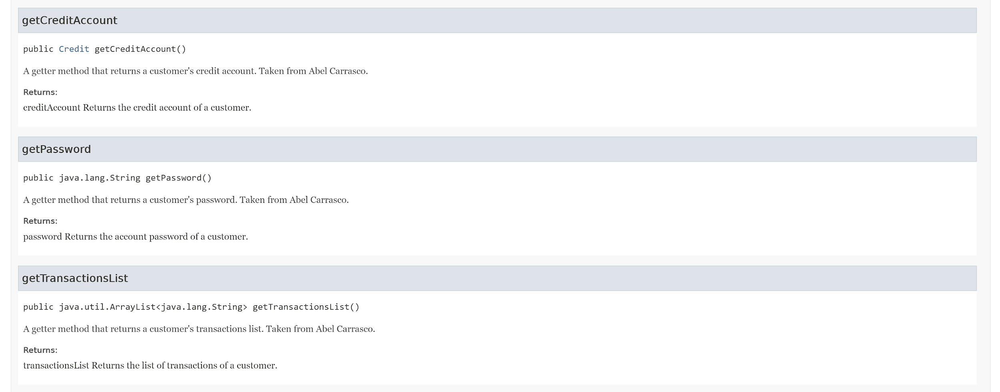 getCreditAccount
public Credit getCreditAccount()
A getter method that returns a customer's credit account. Taken from Abel Carrasco.
Returns:
creditAccount Returns the credit account of a customer.
getPassword
public java.lang.String getPassword()
A getter method that returns a customer's password. Taken from Abel Carrasco.
Returns:
password Returns the account password of a customer.
getTransactionsList
public java.util.ArrayList<java.lang.String> getTransactionsList()
A getter method that returns a customer's transactions list. Taken from Abel Carrasco.
Returns:
transactionsList Returns the list of transactions of a customer.